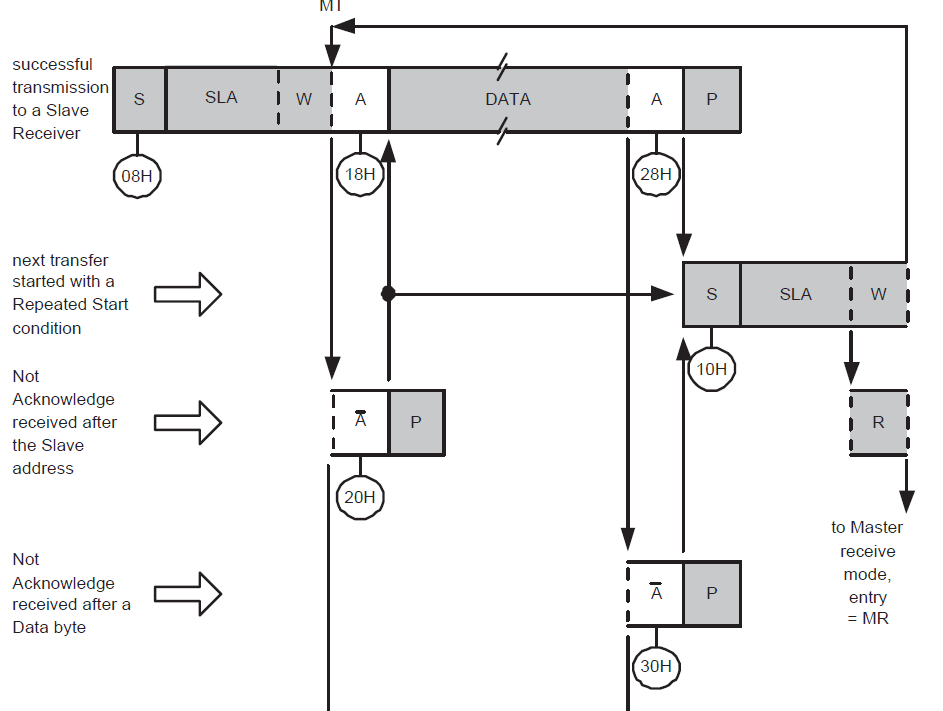 MT
successful
transmission
to a Slave
Receiver
S SLA W A DATA A P
08H 18H 28H
next transfer
started with a
Repeated Start
condition
S SLA W
10H
Not
Acknowledge
received after
the Slave
address
A̅ P R
20H
to Master
receive
mode,
entry
= MR
Not
Acknowledge
received after a
Data byte
A̅ P
30H